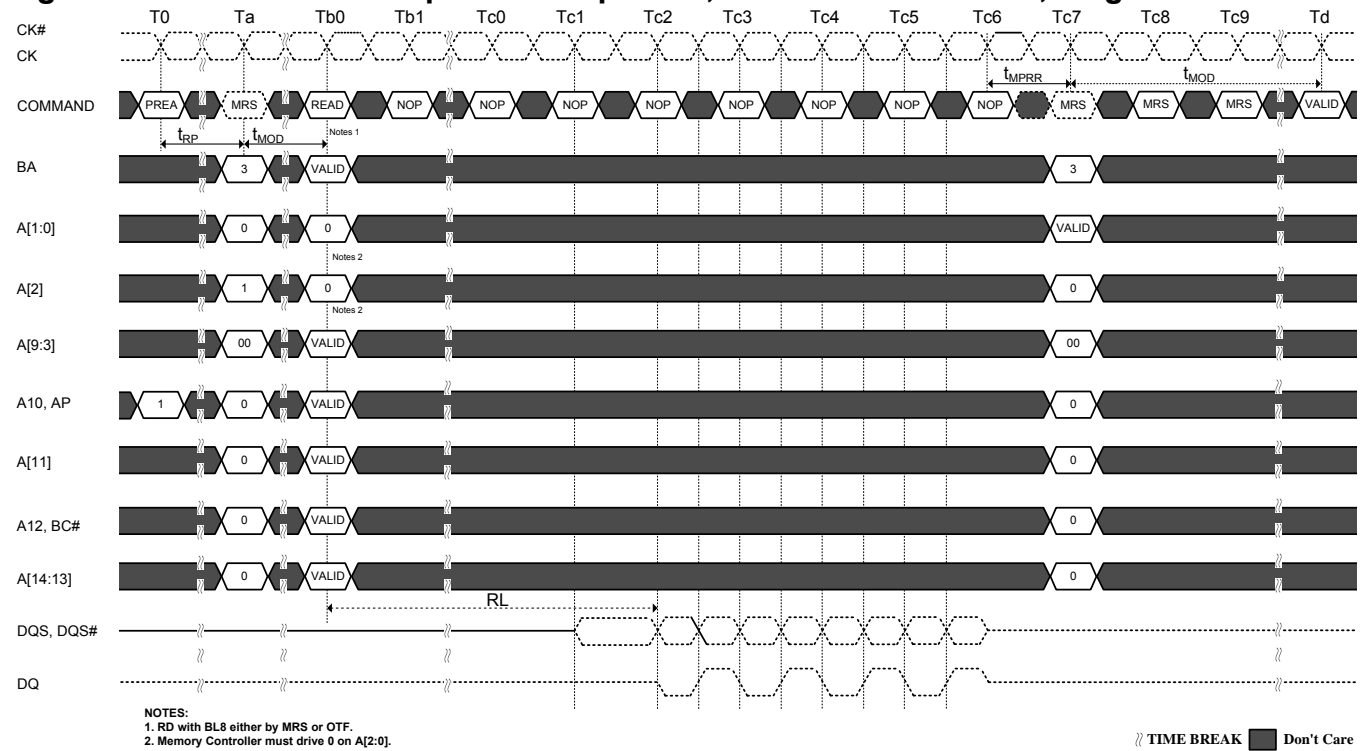 T0 Ta Tb0 Tb1 Tc0 Tc1 Tc2 Tc3 Tc4 Tc5 Tc6 Tc7 Tc8 Tc9 Td
CK#
CK
tMPRR tMOD
COMMAND PREA MRS READ NOP NOP NOP NOP NOP NOP NOP NOP MRS MRS MRS VALID
tRP tMOD Notes 1
BA 3 VALID 3
A[1:0] 0 0 VALID
Notes 2
A[2] 1 0 0
Notes 2
A[9:3] 00 VALID 00
A10, AP 1 0 VALID 0
A[11] 0 VALID 0
A12, BC# 0 VALID 0
A[14:13] 0 VALID 0
RL
DQS, DQS#
DQ
NOTES:
1. RD with BL8 either by MRS or OTF.
2. Memory Controller must drive 0 on A[2:0].
TIME BREAK Don't Care